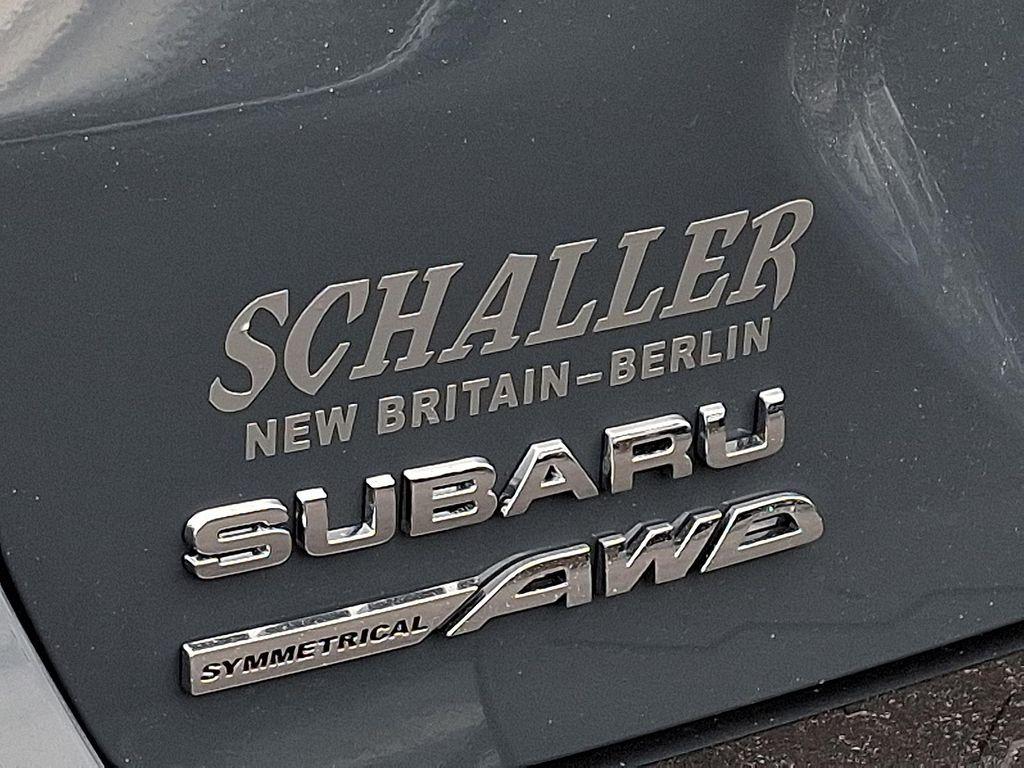 SCHALLER
NEW BRITAIN-BERLIN
SUBARU
SYMMETRICAL AWD